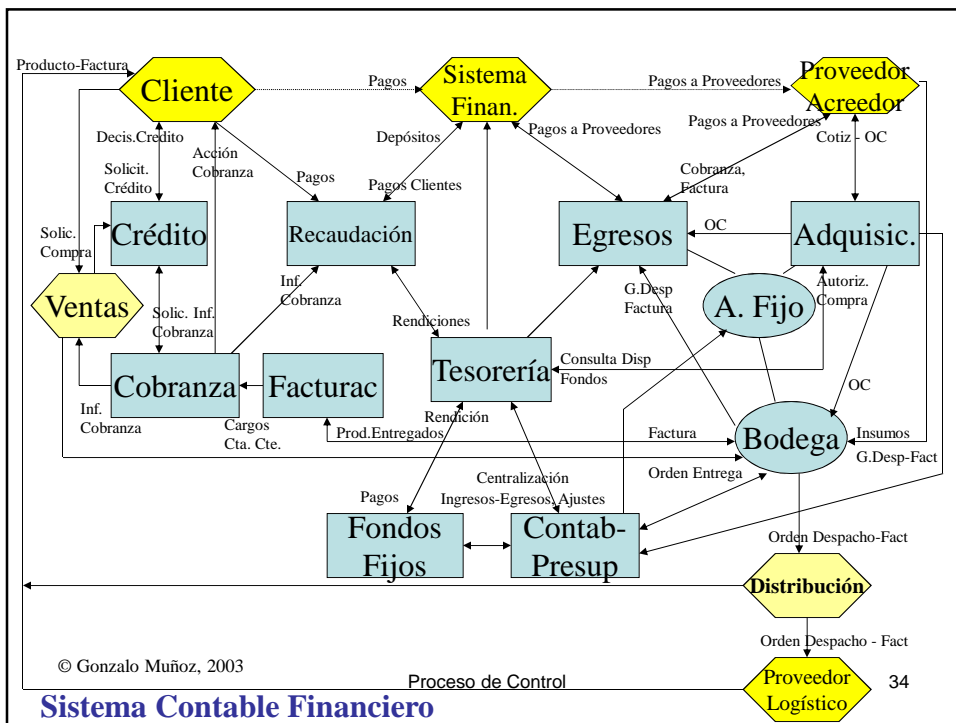 Producto-Factura
Cliente
Pagos
Sistema
Finan.
Pagos a Proveedores
Proveedor
Acreedor
Decis.Credito
Acción
Cobranza
Depósitos
Pagos a Proveedores
Pagos a Proveedores
Cotiz - OC
Solicit.
Crédito
Pagos
Pagos Clientes
Cobranza,
Factura
Solic.
Compra
Crédito
Recaudación
Egresos
OC
Adquisic.
Ventas
Inf.
Cobranza
G.Desp
Factura
A. Fijo
Autoriz.
Compra
Solic. Inf.
Cobranza
Rendiciones
Cobranza
Facturac
Tesorería
Consulta Disp
Fondos
OC
Inf.
Cobranza
Cargos
Cta. Cte.
Rendición
Prod.Entregados
Factura
Bodega
Insumos
G.Desp-Fact
Orden Entrega
Pagos
Centralización
Ingresos-Egresos, Ajustes
Fondos
Fijos
Contab-
Presup
Orden Despacho-Fact
Distribución
Orden Despacho - Fact
© Gonzalo Muñoz, 2003
Proceso de Control
34
Proveedor
Logístico
Sistema Contable Financiero